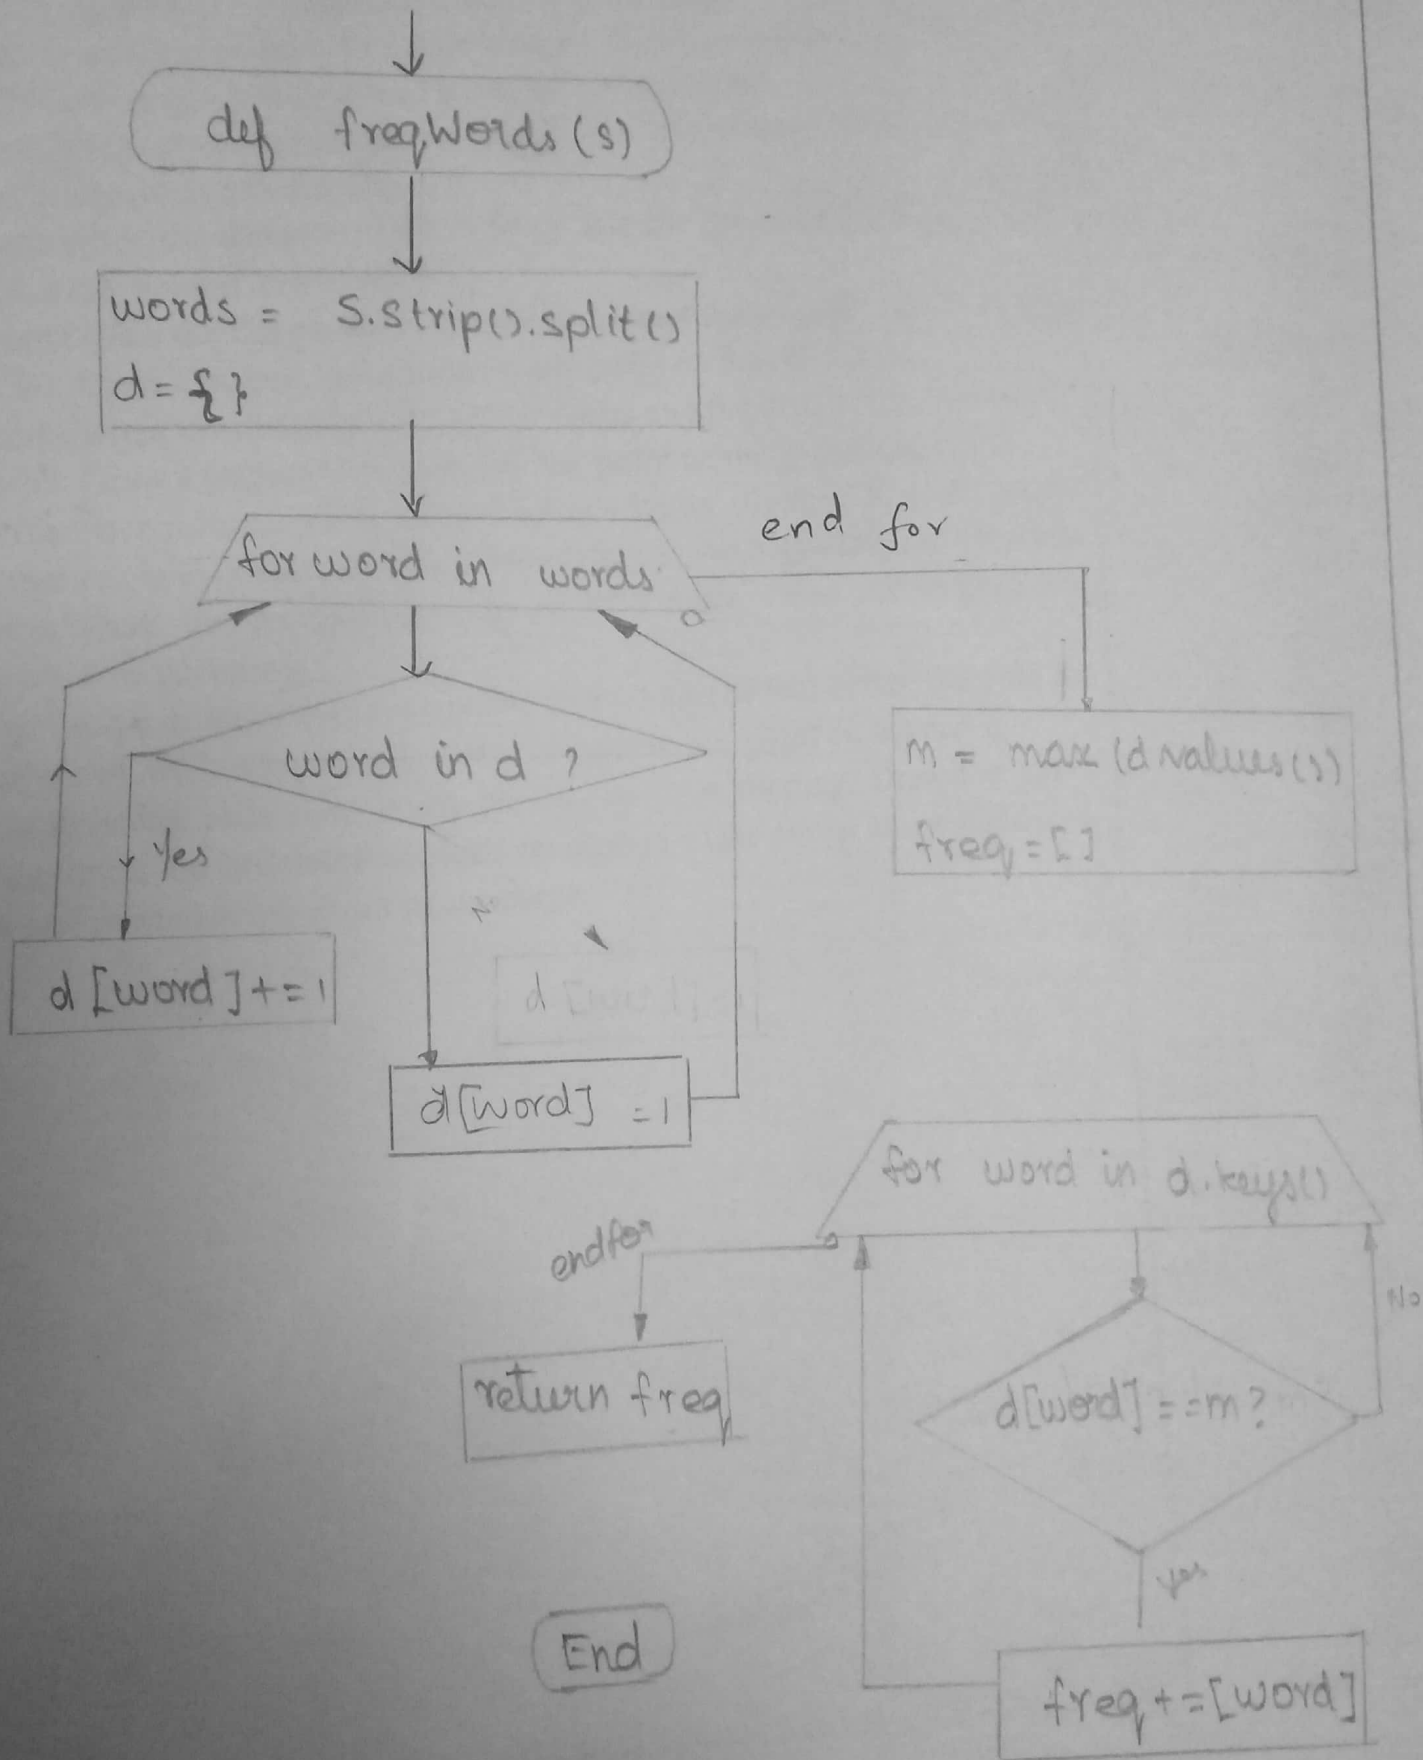 def freqWords(s)
words = S.strip().split()
d={}
for word in words
end for
word in d ?
Yes
d[word]+=1
d[word] =1
m = max(d.values())
freq=[]
for word in d.keys()
endfor
No
d[word]==m?
return freq
yes
End
freq+=[word]